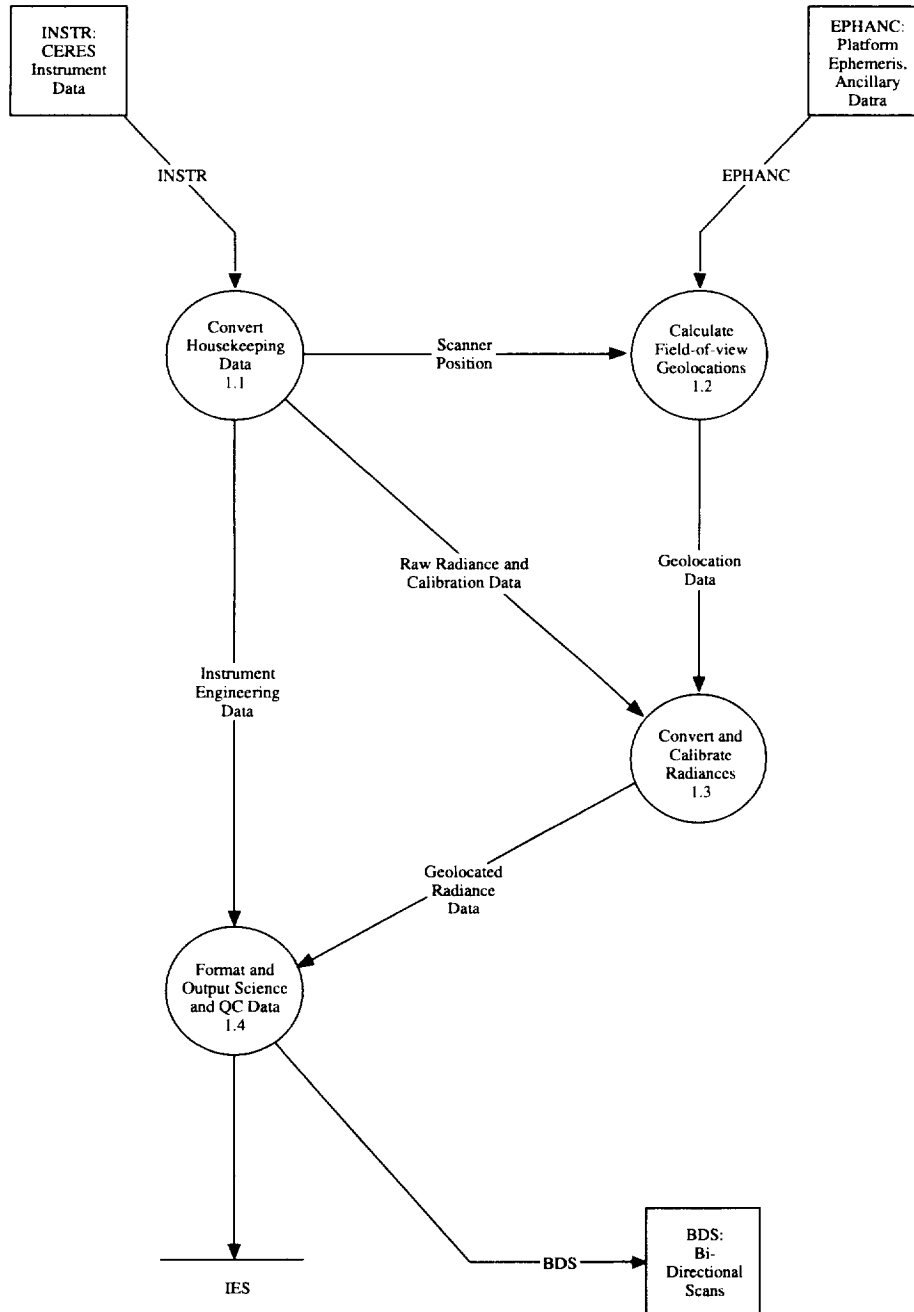 INSTR:
CERES
Instrument
Data
EPHANC:
Platform
Ephemeris,
Ancillary
Datra
INSTR
EPHANC
Convert
Housekeeping
Data
1.1
Scanner
Position
Calculate
Field-of-view
Geolocations
1.2
Raw Radiance and
Calibration Data
Geolocation
Data
Instrument
Engineering
Data
Convert and
Calibrate
Radiances
1.3
Geolocated
Radiance
Data
Format and
Output Science
and QC Data
1.4
IES
BDS
BDS:
Bi-
Directional
Scans